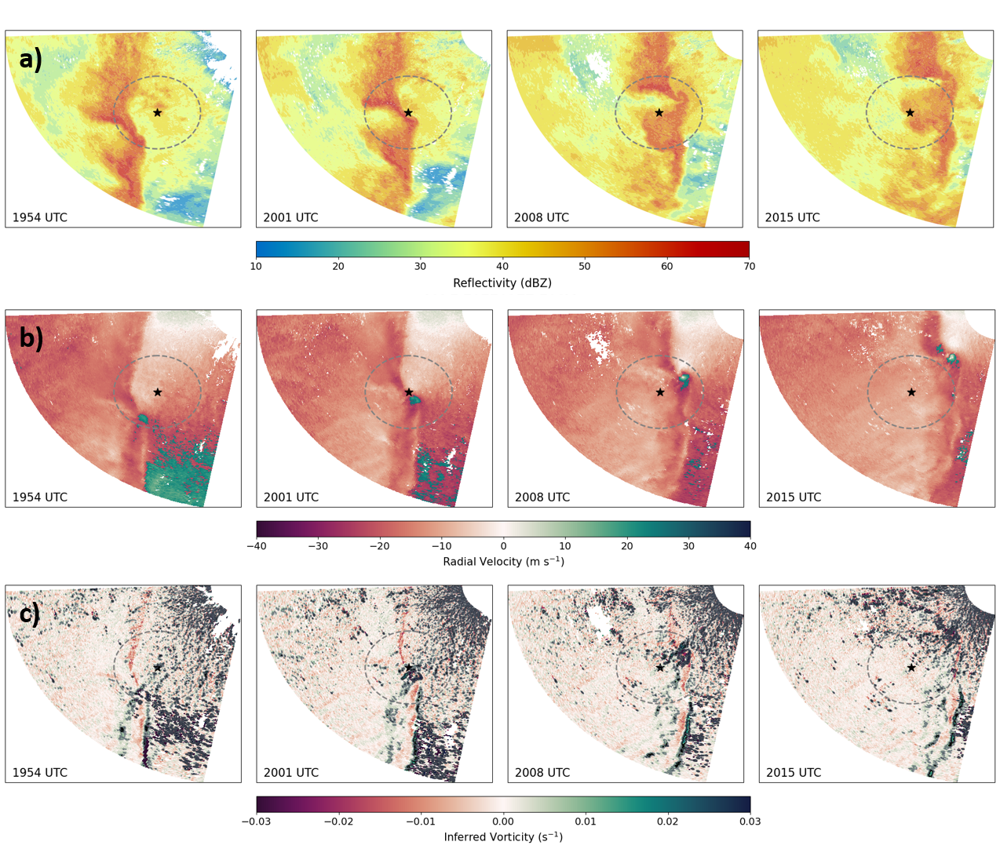 a)
1954 UTC
2001 UTC
2008 UTC
2015 UTC
10 20 30 40 50 60 70
Reflectivity (dBZ)
b)
1954 UTC
2001 UTC
2008 UTC
2015 UTC
−40 −30 −20 −10 0 10 20 30 40
Radial Velocity (m s⁻¹)
c)
1954 UTC
2001 UTC
2008 UTC
2015 UTC
−0.03 −0.02 −0.01 0.00 0.01 0.02 0.03
Inferred Vorticity (s⁻¹)